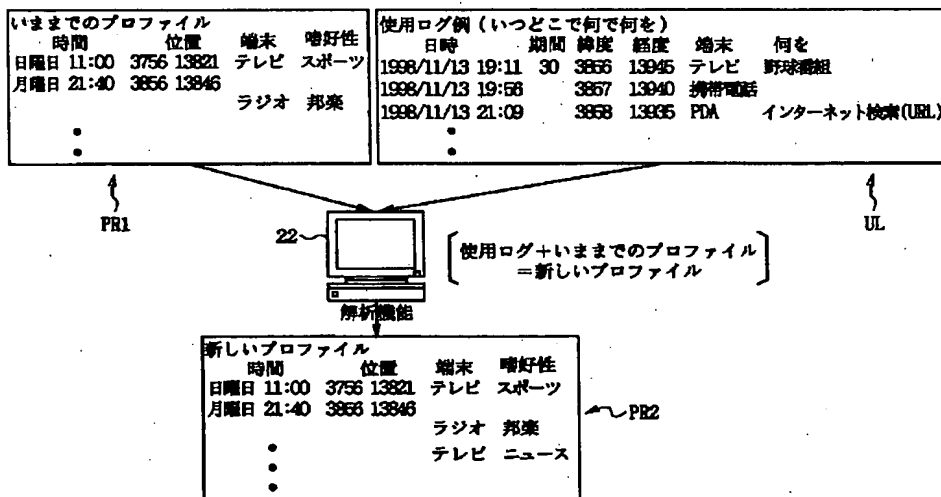 いままでのプロファイル
時間 位置 端末 嗜好性
日曜日 11:00 3756 13821 テレビ スポーツ
月曜日 21:40 3856 13846
ラジオ 邦楽
使用ログ例(いつどこで何で何を)
日時 期間 緯度 経度 端末 何を
1998/11/13 19:11 30 3856 13945 テレビ 野球番組
1998/11/13 19:56 3857 13940 携帯電話
1998/11/13 21:09 3858 13935 PDA インターネット検索(URL)
PR1
UL
22
使用ログ+いままでのプロファイル
=新しいプロファイル
解析機能
新しいプロファイル
時間 位置 端末 嗜好性
日曜日 11:00 3756 13821 テレビ スポーツ
月曜日 21:40 3856 13846
ラジオ 邦楽
テレビ ニュース
PR2